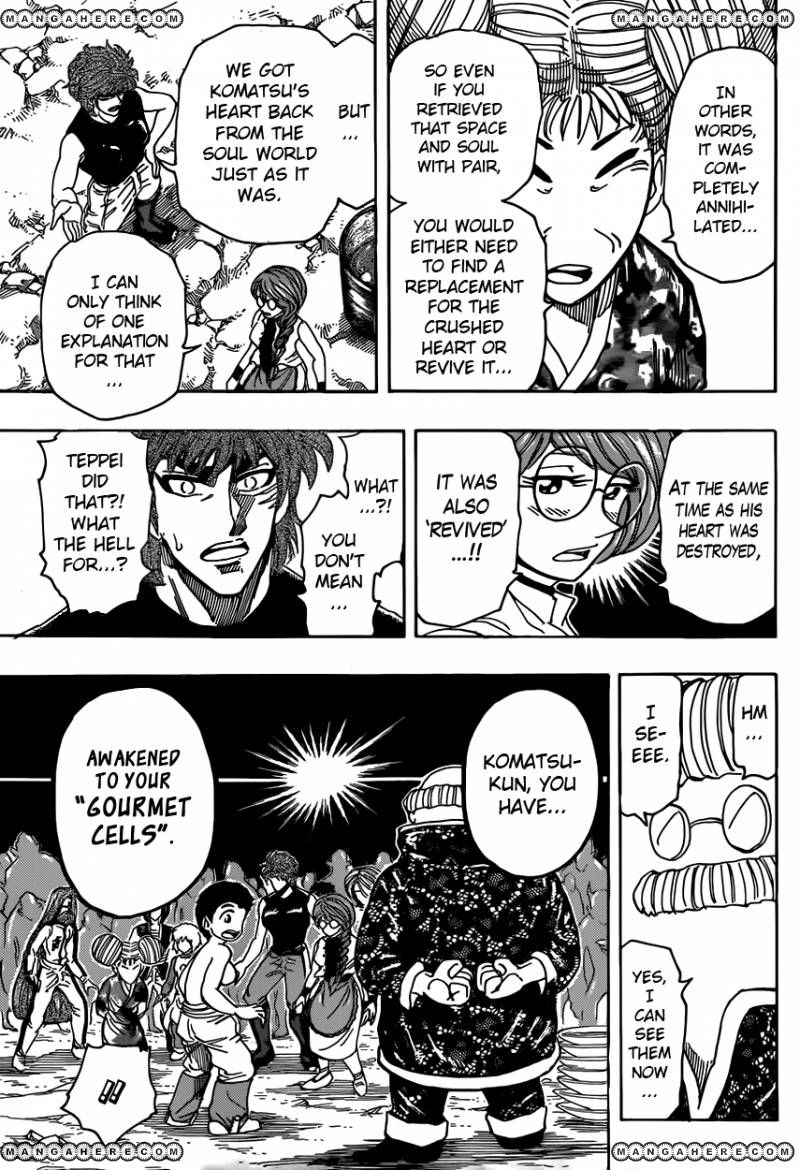 MANGAHERE.COM
MANGAHERE.COM
IN
OTHER
WORDS,
IT WAS
COM-
PLETELY
ANNIHI-
LATED...
SO EVEN
IF YOU
RETRIEVED
THAT SPACE
AND SOUL
WITH PAIR,
YOU WOULD
EITHER NEED
TO FIND A
REPLACEMENT
FOR THE
CRUSHED
HEART OR
REVIVE IT...
BUT
...
WE GOT
KOMATSU'S
HEART BACK
FROM THE
SOUL WORLD
JUST AS IT
WAS.
I CAN
ONLY THINK
OF ONE
EXPLANATION
FOR THAT
...
AT THE SAME
TIME AS HIS
HEART WAS
DESTROYED,
IT WAS
ALSO
'REVIVED'
...!!
WHAT
...?!
YOU
DON'T
MEAN
...
TEPPEI
DID
THAT?!
WHAT
THE HELL
FOR...?
HM
...
I
SE-
EEE.
YES,
I
CAN
SEE
THEM
NOW
...
KOMATSU-
KUN, YOU
HAVE...
AWAKENED
TO YOUR
"GOURMET
CELLS".
!!
MANGAHERE.COM
MANGAHERE.COM